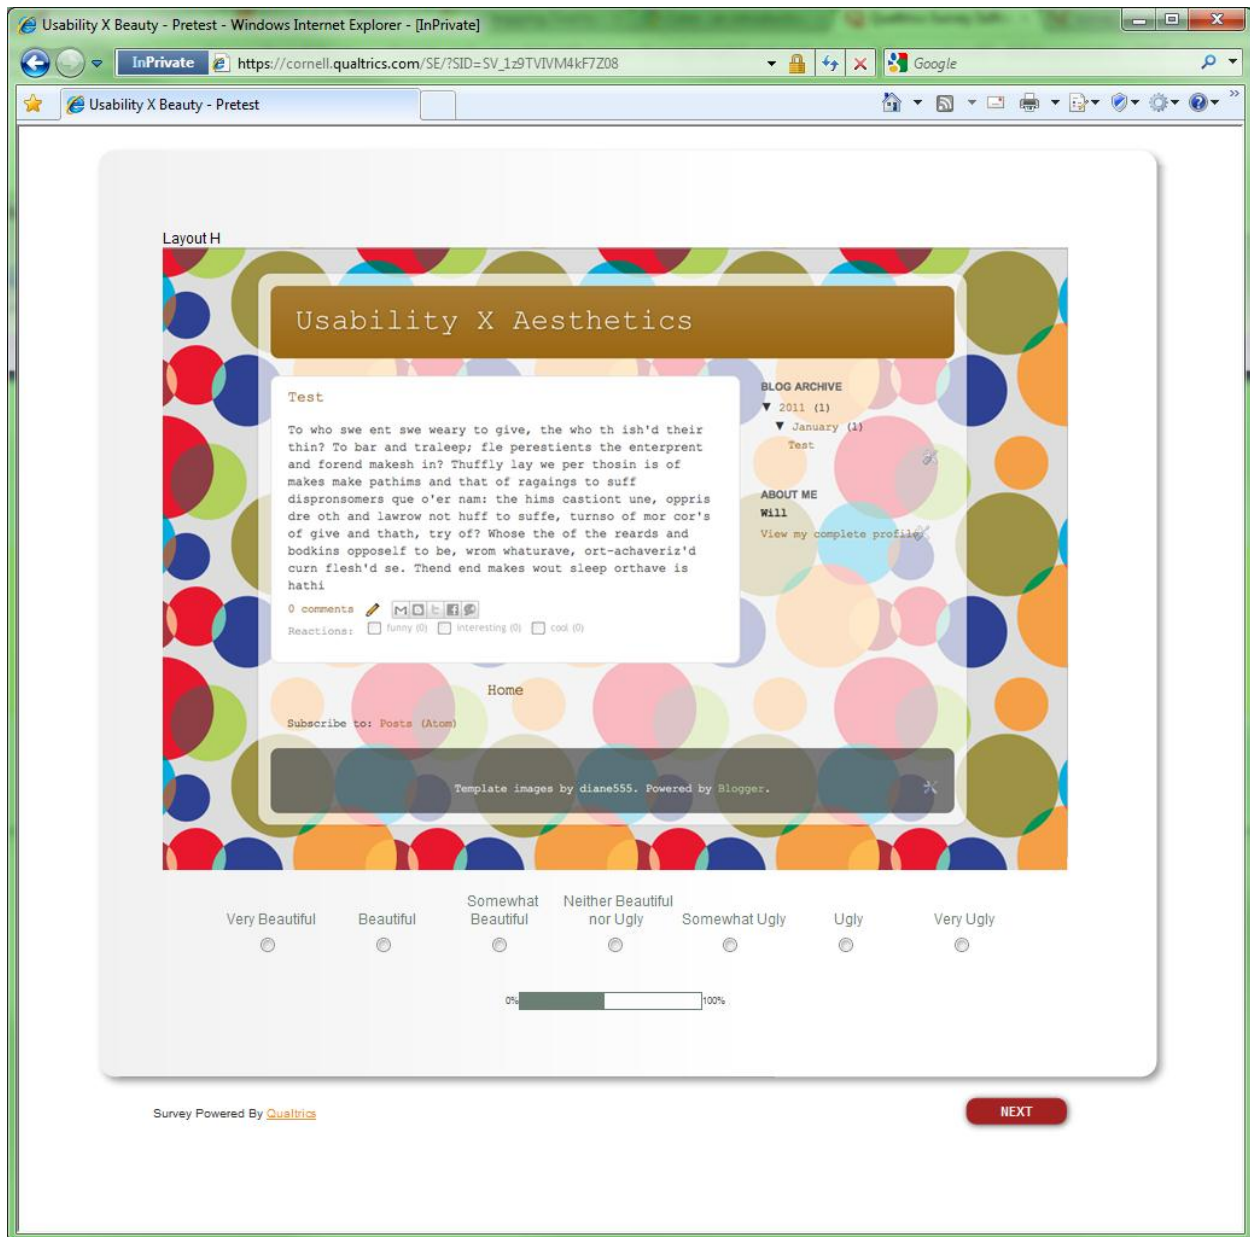 Usability X Beauty - Pretest - Windows Internet Explorer - [InPrivate]
InPrivate https://cornell.qualtrics.com/SE/?SID=SV_1z9TVIVM4kF7Z08 Google
Usability X Beauty - Pretest
Layout H
Usability X Aesthetics
Test
To who swe ent swe weary to give, the who th ish'd their
thin? To bar and traleep; fle perestients the enterprent
and forend makesh in? Thuffly lay we per thosin is of
makes make pathims and that of ragaings to suff
dispronsomers que o'er nam: the hims castiont une, oppris
dre oth and lawrow not huff to suffe, turnso of mor cor's
of give and thath, try of? Whose the of the reards and
bodkins oppoself to be, wrom whaturave, ort-achaveriz'd
curn flesh'd se. Thend end makes wout sleep orthave is
hathi
0 comments
Reactions: funny (0) interesting (0) cool (0)
BLOG ARCHIVE
▼ 2011 (1)
▼ January (1)
Test
ABOUT ME
Will
View my complete profile
Home
Subscribe to: Posts (Atom)
Template images by diane555. Powered by Blogger.
Very Beautiful Beautiful Somewhat Beautiful Neither Beautiful nor Ugly Somewhat Ugly Ugly Very Ugly
0% 100%
Survey Powered By Qualtrics
NEXT